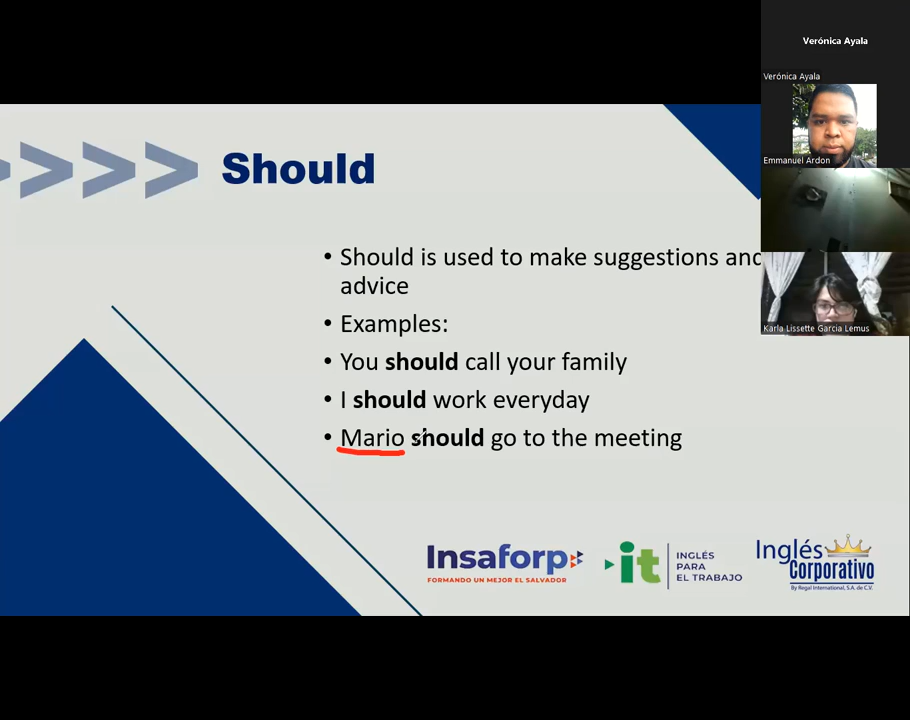 Verónica Ayala
Verónica Ayala
Emmanuel Ardon
Karla Lissette Garcia Lemus
Should
• Should is used to make suggestions and
advice
• Examples:
• You should call your family
• I should work everyday
• Mario should go to the meeting
Insaforp
FORMANDO UN MEJOR EL SALVADOR
it
INGLÉS
PARA
EL TRABAJO
Inglés
Corporativo
By Regal International, S.A. de C.V.